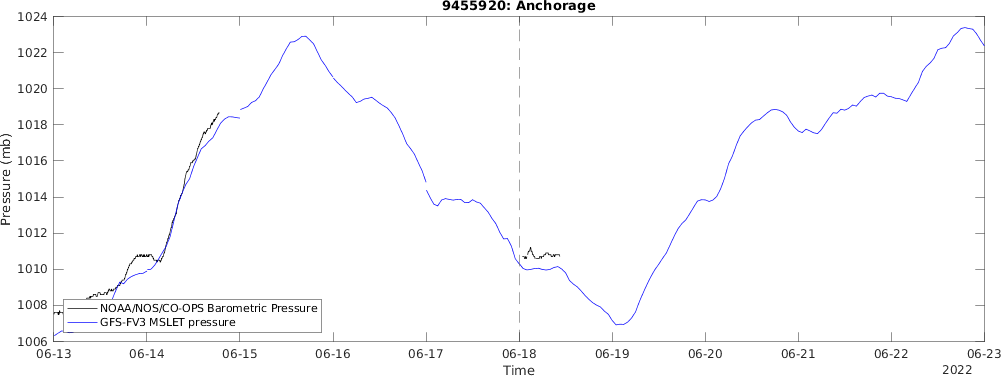 9455920: Anchorage
1024
1022
1020
1018
1016
1014
1012
1010
1008
1006
Pressure (mb)
NOAA/NOS/CO-OPS Barometric Pressure
GFS-FV3 MSLET pressure
06-13 06-14 06-15 06-16 06-17 06-18 06-19 06-20 06-21 06-22 06-23
Time
2022